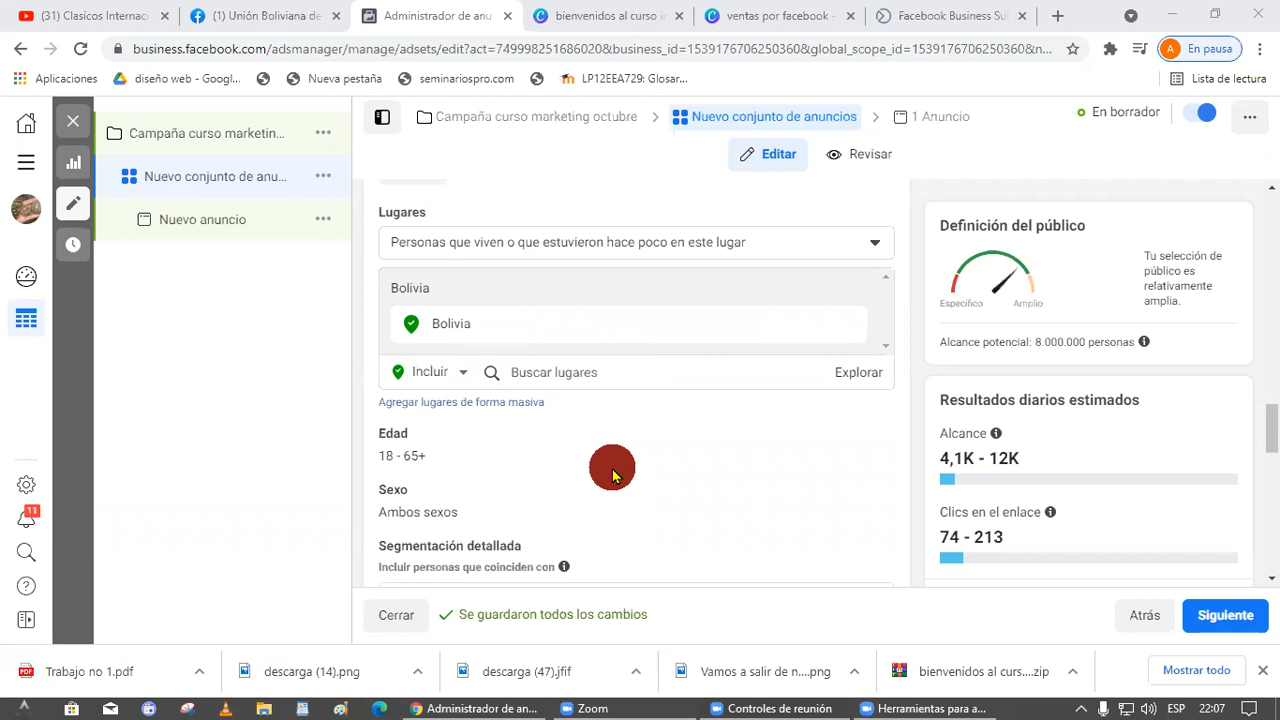 (31) Clasicos Internaci
(1) Unión Boliviana de
Administrador de anu
bienvenidos al curso i
ventas por facebook -
Facebook Business Su
business.facebook.com/adsmanager/manage/adsets/edit?act=749998251686020&business_id=1539176706250360&global_scope_id=1539176706250360&n...
A En pausa
Aplicaciones
diseño web - Googl...
Nueva pestaña
seminariospro.com
LP12EEA729: Glosar...
Lista de lectura
Campaña curso marketin...
Nuevo conjunto de anu...
Nuevo anuncio
Campaña curso marketing octubre
Nuevo conjunto de anuncios
1 Anuncio
En borrador
Editar
Revisar
Lugares
Personas que viven o que estuvieron hace poco en este lugar
Bolivia
Bolivia
Incluir
Buscar lugares
Explorar
Agregar lugares de forma masiva
Edad
18 - 65+
Sexo
Ambos sexos
Segmentación detallada
Incluir personas que coinciden con
Definición del público
Específico
Amplio
Tu selección de
público es
relativamente
amplia.
Alcance potencial: 8.000.000 personas
Resultados diarios estimados
Alcance
4,1K - 12K
Clics en el enlace
74 - 213
11
Cerrar
Se guardaron todos los cambios
Atrás
Siguiente
Trabajo no 1.pdf
descarga (14).png
descarga (47).jfif
Vamos a salir de n....png
bienvenidos al curs....zip
Mostrar todo
Administrador de an...
Zoom
Controles de reunión
Herramientas para a...
ESP
22:07